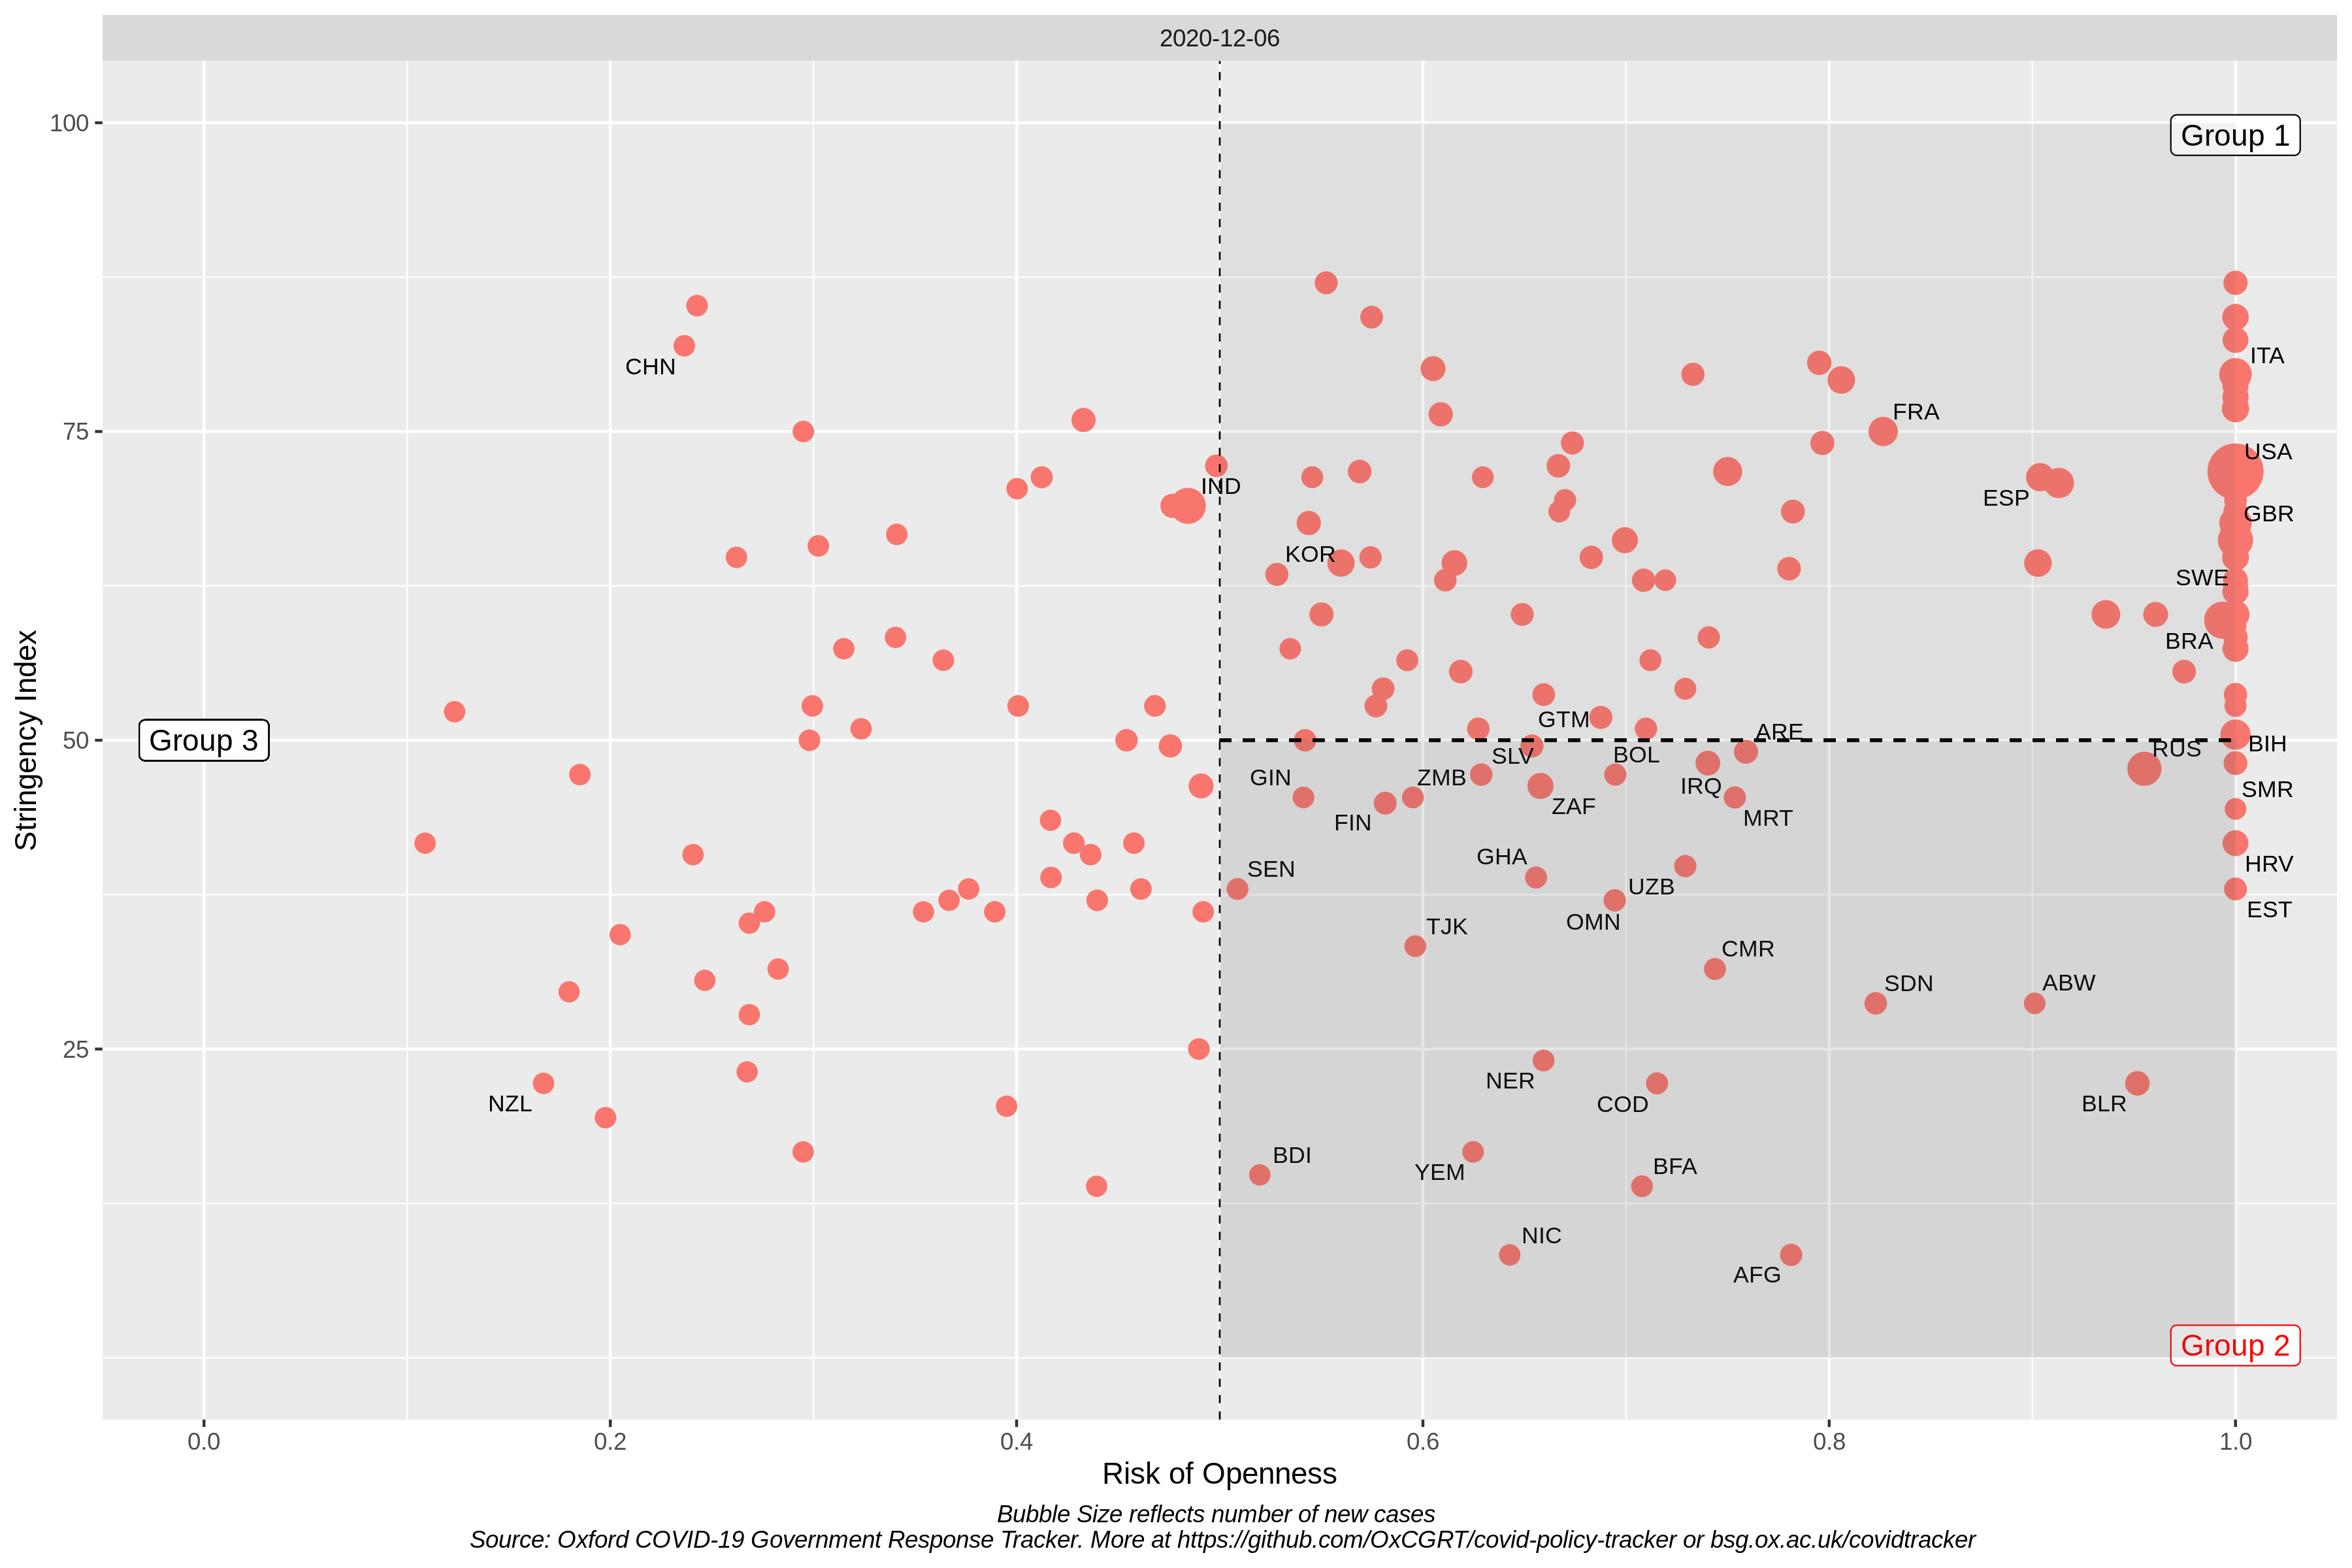 2020-12-06
100
Group 1
ITA
CHN
FRA
75
USA
IND
ESP
GBR
KOR
SWE
BRA
Stringency Index
GTM
ARE
50
Group 3
BIH
RUS
SLV
BOL
GIN
ZMB
IRQ
SMR
ZAF
MRT
FIN
GHA
HRV
SEN
UZB
EST
OMN
TJK
CMR
SDN
ABW
25
NER
NZL
COD
BLR
BDI
YEM
BFA
NIC
AFG
Group 2
0.0
0.2
0.4
0.6
0.8
1.0
Risk of Openness
Bubble Size reflects number of new cases
Source: Oxford COVID-19 Government Response Tracker. More at https://github.com/OxCGRT/covid-policy-tracker or bsg.ox.ac.uk/covidtracker